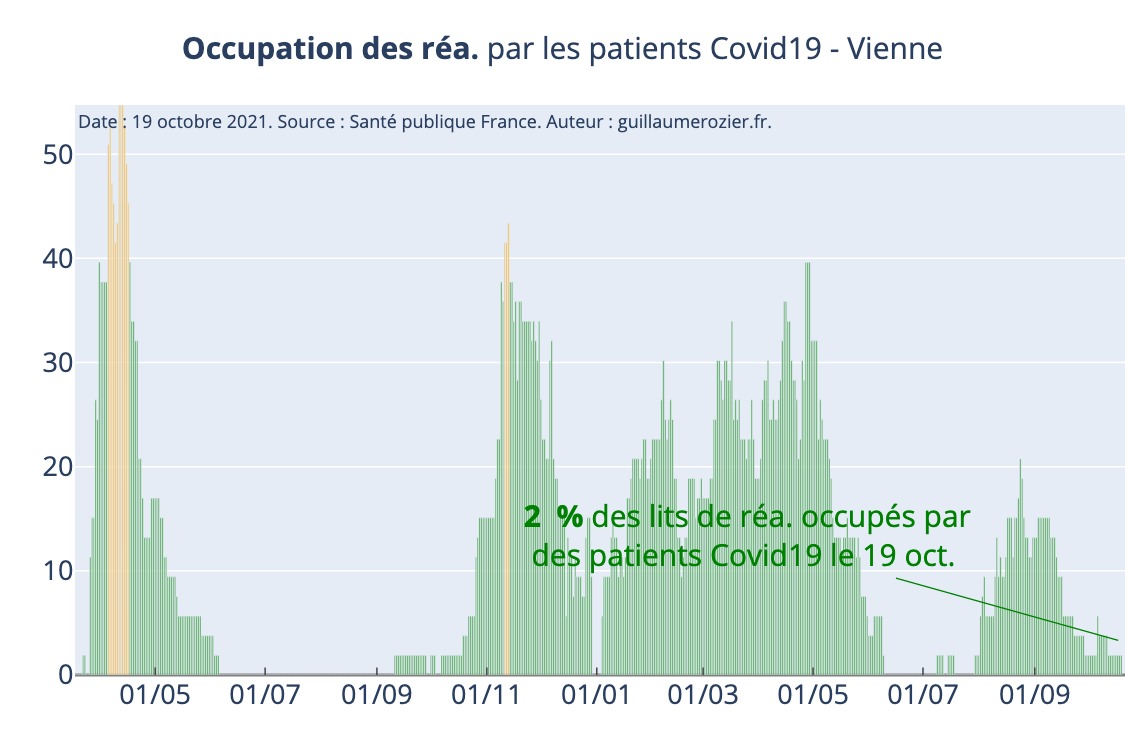 Occupation des réa. par les patients Covid19 - Vienne
Date : 19 octobre 2021. Source : Santé publique France. Auteur : guillaumerozier.fr.
50
40
30
20
10
0
2 % des lits de réa. occupés par
des patients Covid19 le 19 oct.
01/05 01/07 01/09 01/11 01/01 01/03 01/05 01/07 01/09